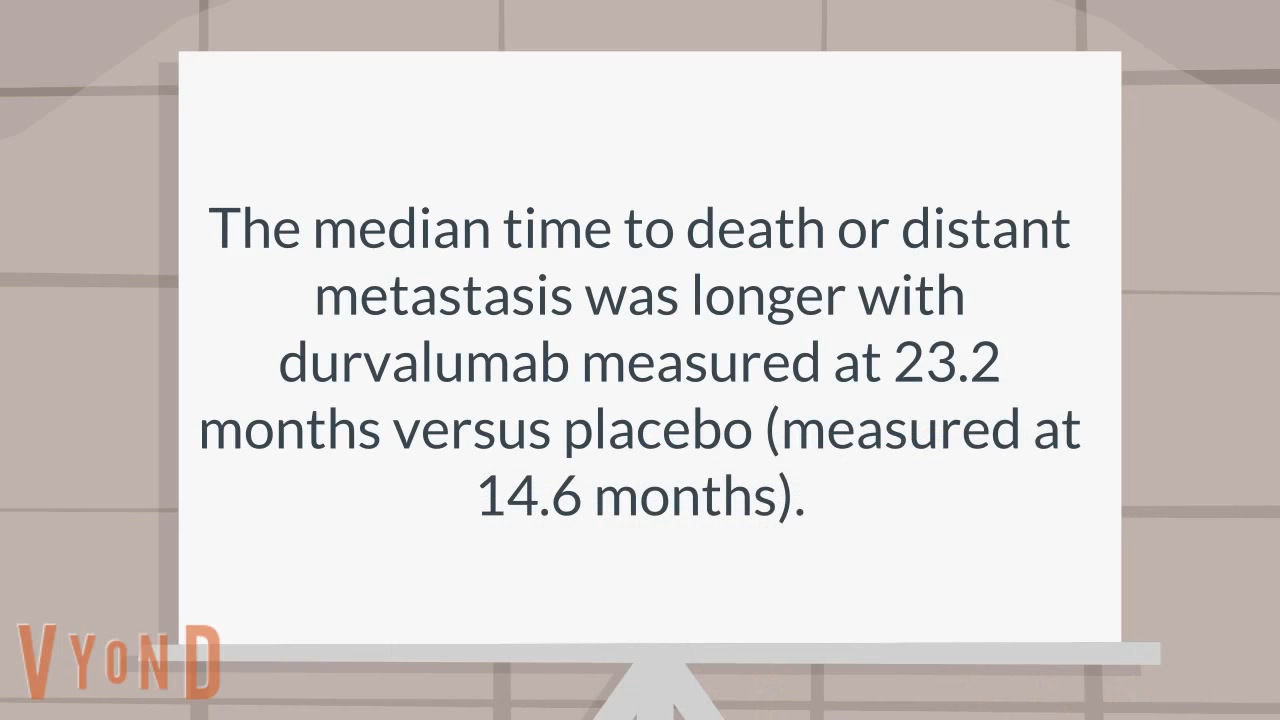 The median time to death or distant
metastasis was longer with
durvalumab measured at 23.2
months versus placebo (measured at
14.6 months).
VYOND